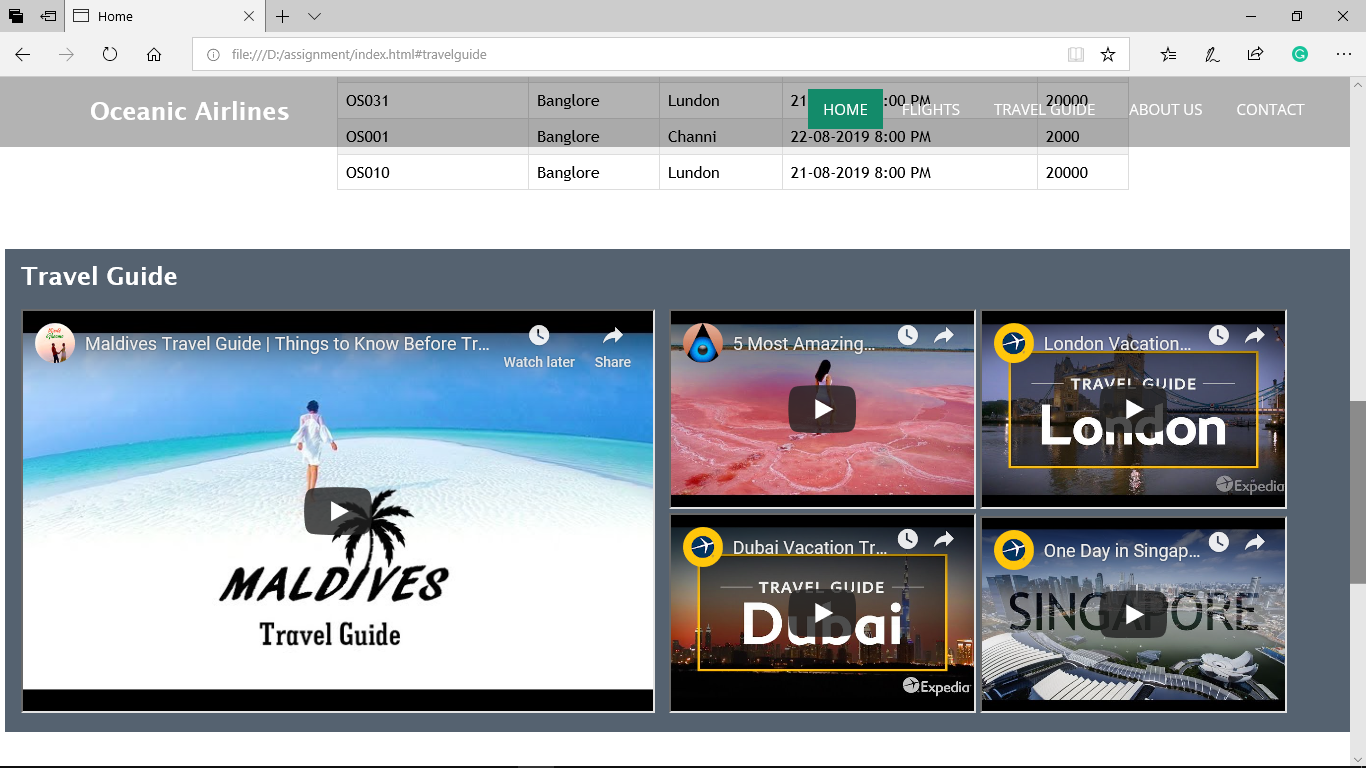 Home
file:///D:/assignment/index.html#travelguide
Oceanic Airlines
HOME FLIGHTS TRAVEL GUIDE ABOUT US CONTACT
OS031 Banglore Lundon 21 :00 PM 20000
OS001 Banglore Channi 22-08-2019 8:00 PM 2000
OS010 Banglore Lundon 21-08-2019 8:00 PM 20000
Travel Guide
Maldives Travel Guide | Things to Know Before Tr...
Watch later Share
MALDIVES
Travel Guide
5 Most Amazing...
London Vacation...
TRAVEL GUIDE
London
Expedia
Dubai Vacation Tr...
TRAVEL GUIDE
Dubai
Expedia
One Day in Singap...
SINGAPORE